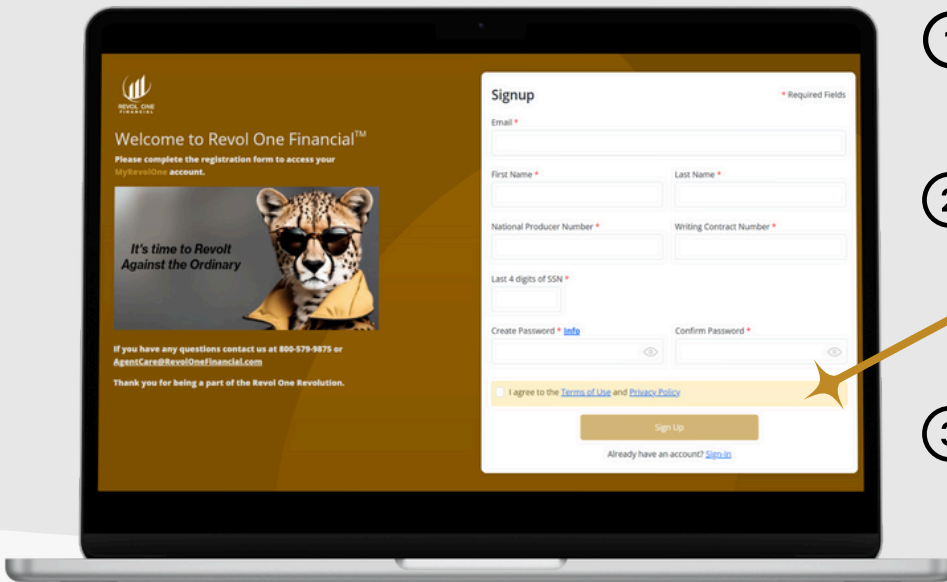 REVOL ONE
FINANCIAL
Welcome to Revol One Financial™
Please complete the registration form to access your
MyRevolOne account.
It's time to Revolt
Against the Ordinary
If you have any questions contact us at 800-579-9875 or
AgentCare@RevolOneFinancial.com
Thank you for being a part of the Revol One Revolution.
Signup
* Required Fields
Email *
First Name *
Last Name *
National Producer Number *
Writing Contract Number *
Last 4 digits of SSN *
Create Password * Info
Confirm Password *
I agree to the Terms of Use and Privacy Policy
Sign Up
Already have an account? Sign-In
1
2
3